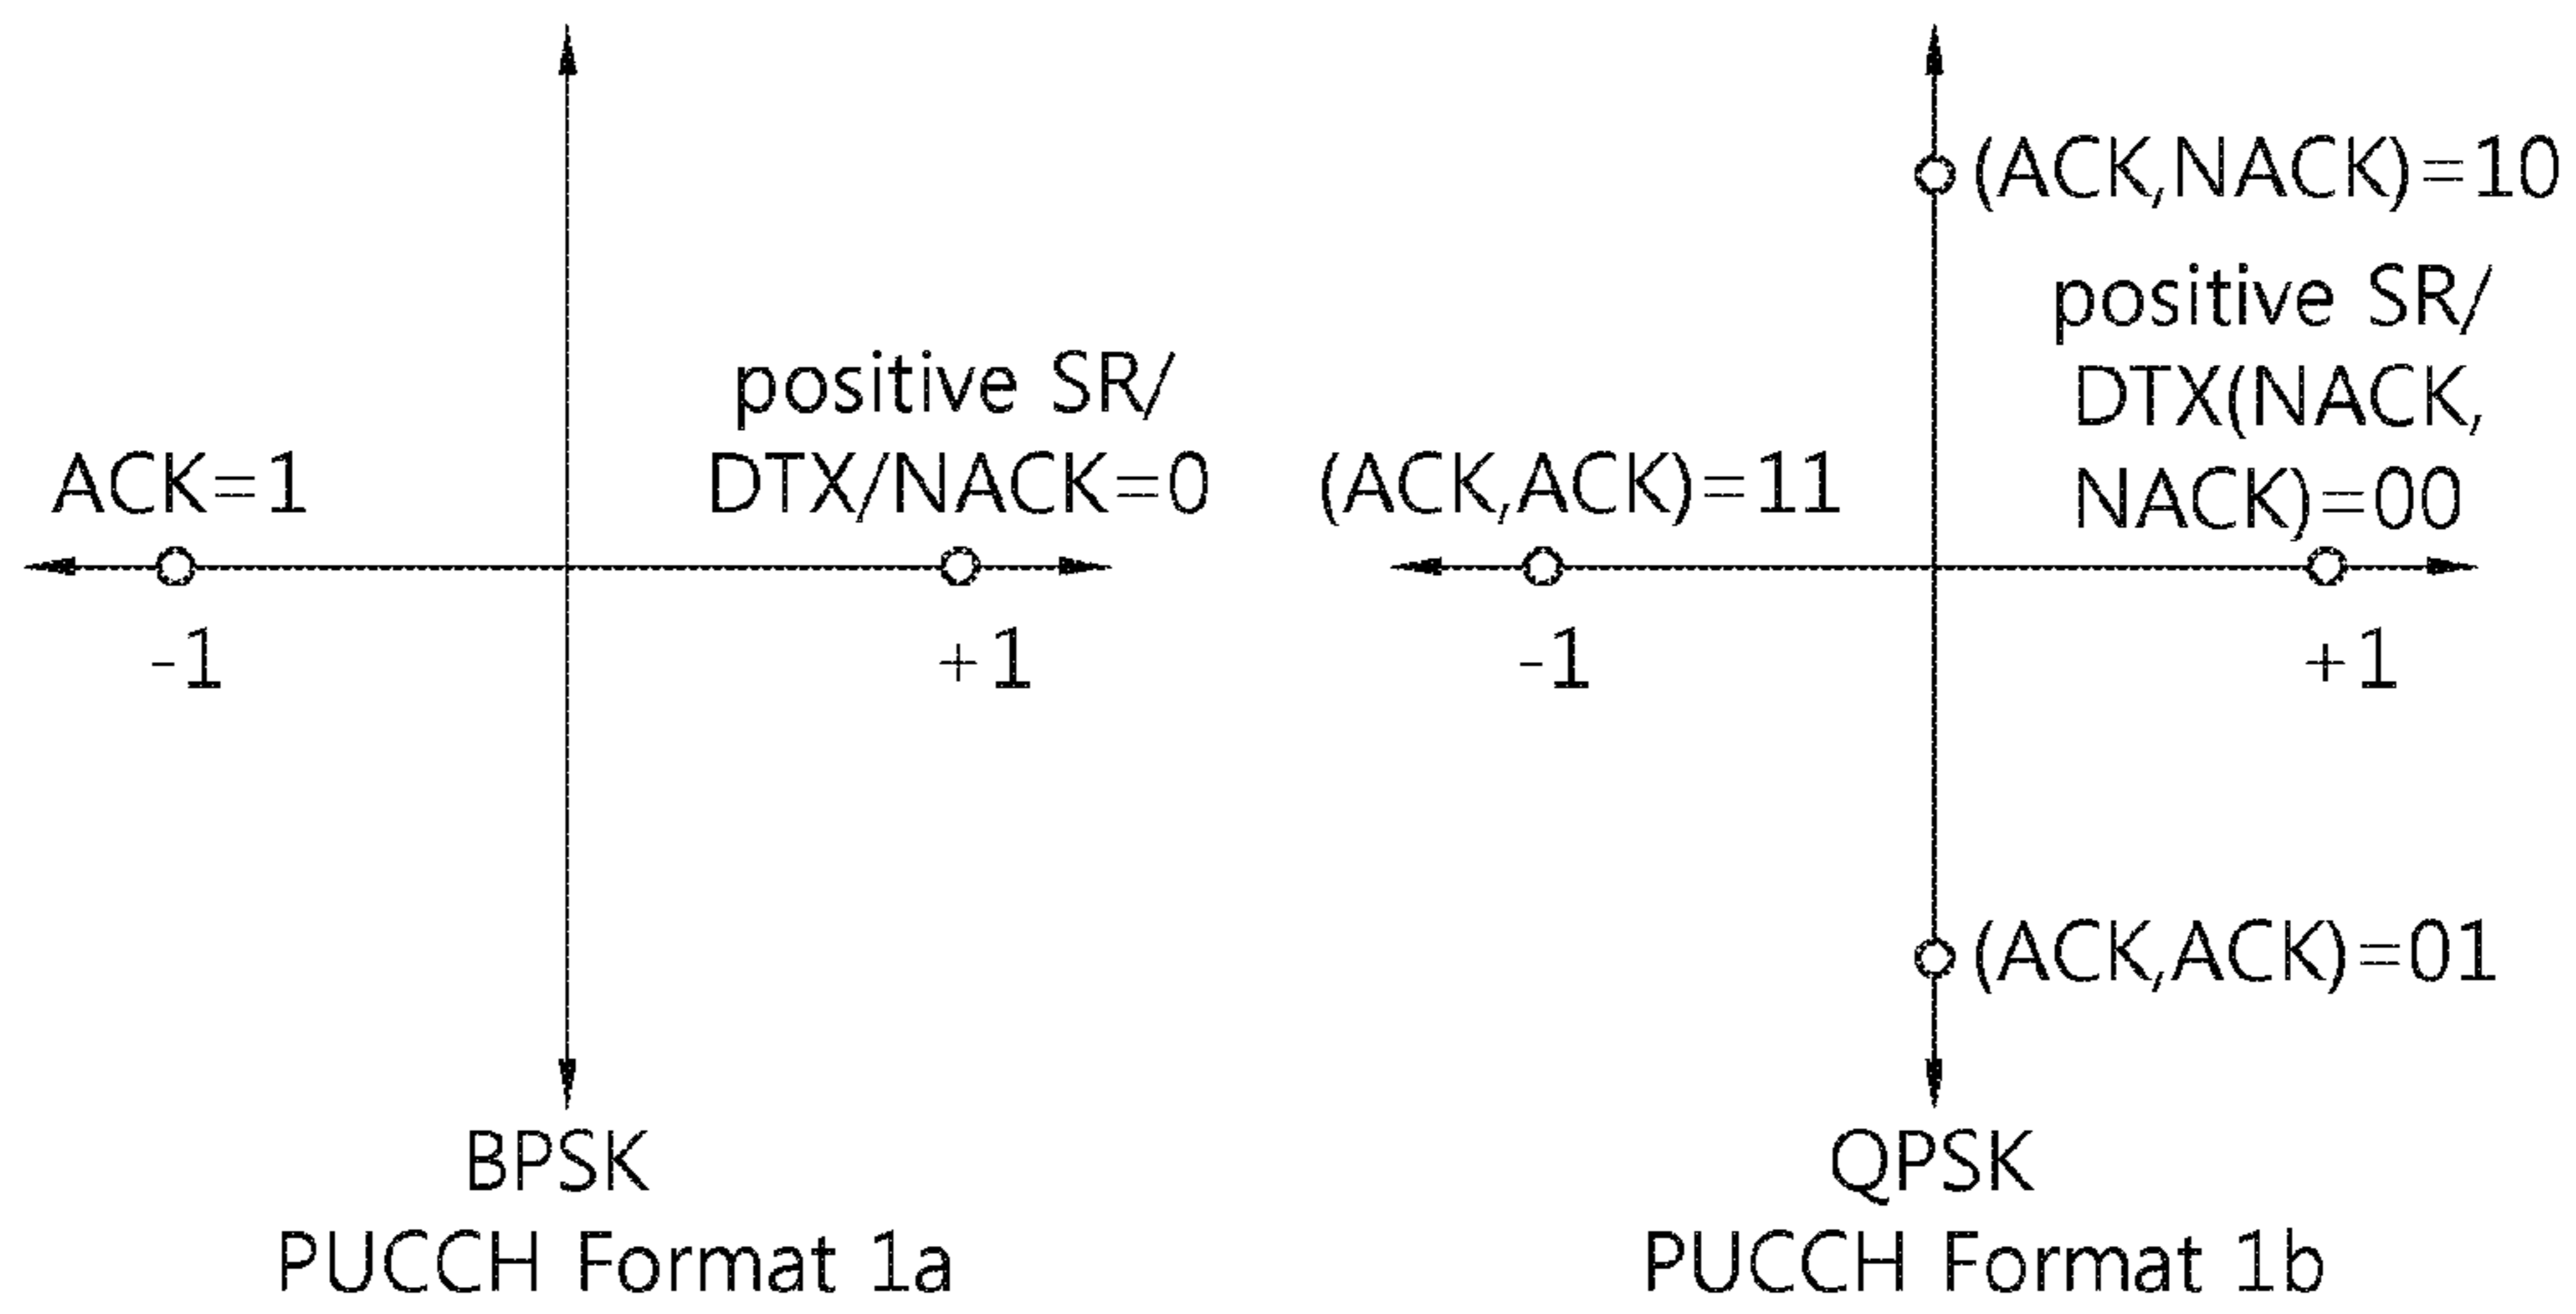 ACK=1
positive SR/
DTX/NACK=0
-1
+1
BPSK
PUCCH Format 1a
(ACK,NACK)=10
positive SR/
DTX(NACK,
NACK)=00
(ACK,ACK)=11
-1
+1
(ACK,ACK)=01
QPSK
PUCCH Format 1b